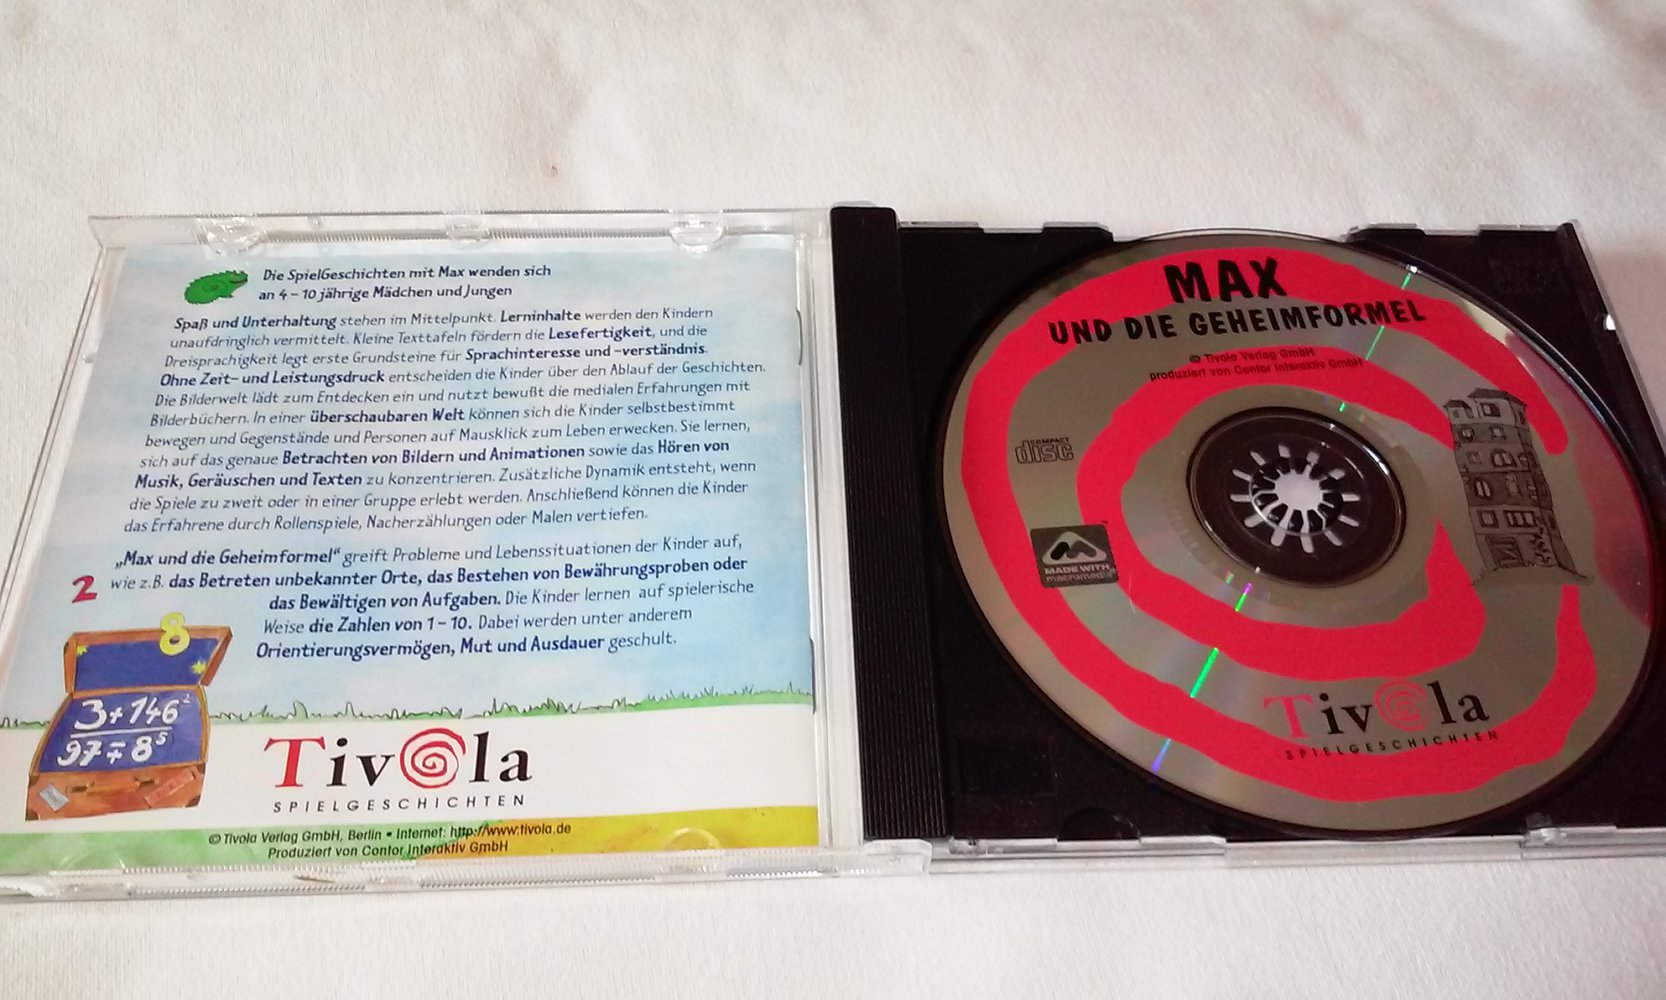 Die SpielGeschichten mit Max wenden sich
an 4 – 10 jährige Mädchen und Jungen
Spaß und Unterhaltung stehen im Mittelpunkt. Lerninhalte werden den Kindern
unaufdringlich vermittelt. Kleine Texttafeln fördern die Lesefertigkeit, und die
Dreisprachigkeit legt erste Grundsteine für Sprachinteresse und –verständnis.
Ohne Zeit– und Leistungsdruck entscheiden die Kinder über den Ablauf der Geschichten.
Die Bilderwelt lädt zum Entdecken ein und nutzt bewußt die medialen Erfahrungen mit
Bilderbüchern. In einer überschaubaren Welt können sich die Kinder selbstbestimmt
bewegen und Gegenstände und Personen auf Mausklick zum Leben erwecken. Sie lernen,
sich auf das genaue Betrachten von Bildern und Animationen sowie das Hören von
Musik, Geräuschen und Texten zu konzentrieren. Zusätzliche Dynamik entsteht, wenn
die Spiele zu zweit oder in einer Gruppe erlebt werden. Anschließend können die Kinder
das Erfahrene durch Rollenspiele, Nacherzählungen oder Malen vertiefen.
„Max und die Geheimformel“ greift Probleme und Lebenssituationen der Kinder auf,
wie z.B. das Betreten unbekannter Orte, das Bestehen von Bewährungsproben oder
das Bewältigen von Aufgaben. Die Kinder lernen auf spielerische
Weise die Zahlen von 1 – 10. Dabei werden unter anderem
Orientierungsvermögen, Mut und Ausdauer geschult.
2
8
3 + 146²
97 ÷ 8⁵
Tivola
SPIELGESCHICHTEN
© Tivola Verlag GmbH, Berlin • Internet: http://www.tivola.de
Produziert von Contor Interaktiv GmbH
MAX
UND DIE GEHEIMFORMEL
© Tivola Verlag GmbH
produziert von Contor Interaktiv GmbH
COMPACT
disc
MADE WITH
macromedia
Tivola
SPIELGESCHICHTEN